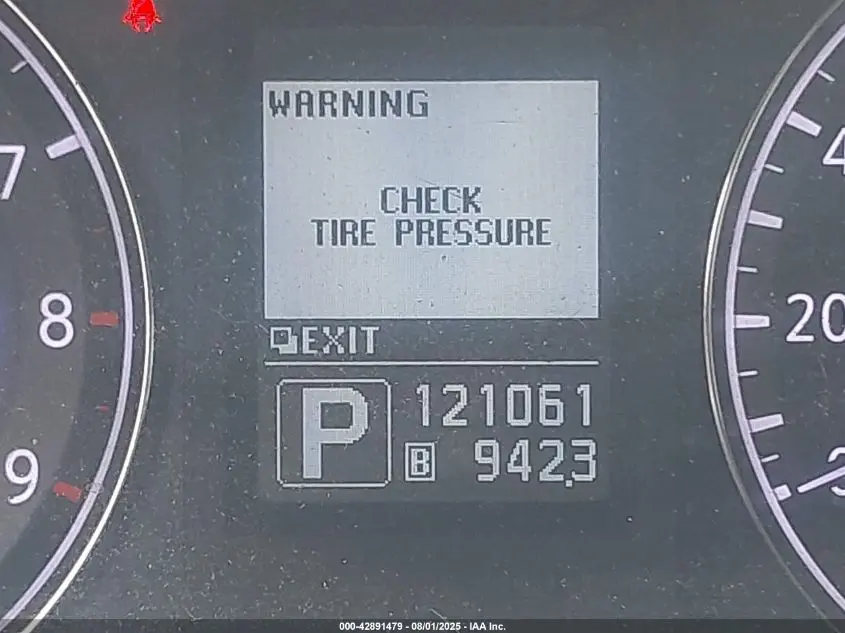 WARNING
CHECK
TIRE PRESSURE
EXIT
P
121061
B 942.3
7
8
9
4
20
000-42891479 - 08/01/2025 - IAA Inc.